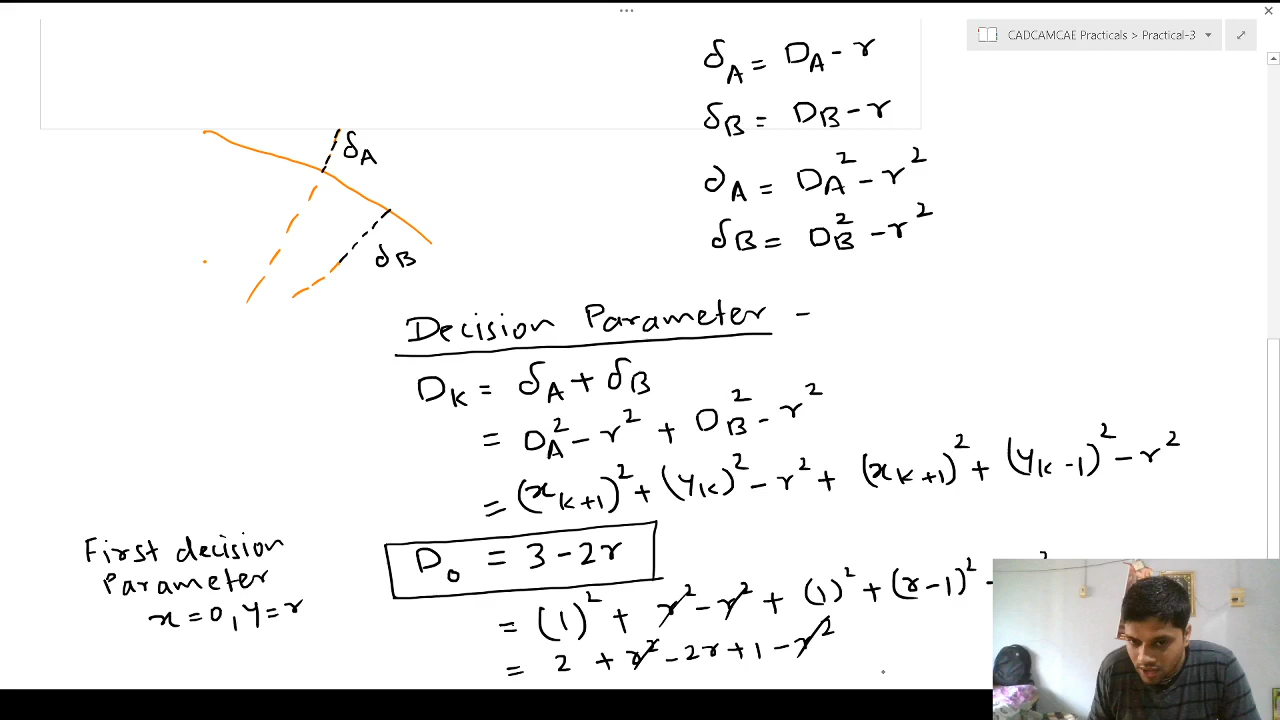 CADCAMCAE Practicals > Practical-3
δA = DA - r
δB = DB - r
∂A = DA² - r²
δB = DB² - r²
δA
δB
Decision Parameter -
DK = δA + δB
= DA² - r² + DB² - r²
= (xK+1)² + (yK)² - r² + (xK+1)² + (yK-1)² - r²
First decision
Parameter
x = 0, y = r
D₀ = 3 - 2r
= (1)² + r² - r² + (1)² + (r-1)² - ²
= 2 + r² - 2r + 1 - r²